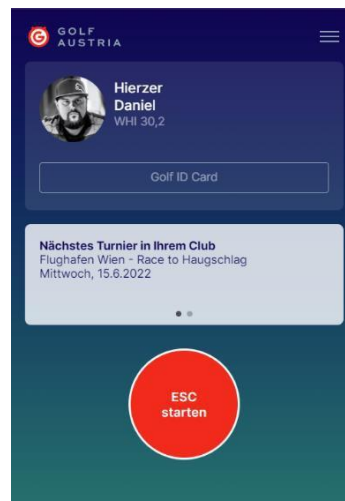 GOLF
AUSTRIA
Hierzer
Daniel
WHI 30,2
Golf ID Card
Nächstes Turnier in Ihrem Club
Flughafen Wien - Race to Haugschlag
Mittwoch, 15.6.2022
ESC
starten